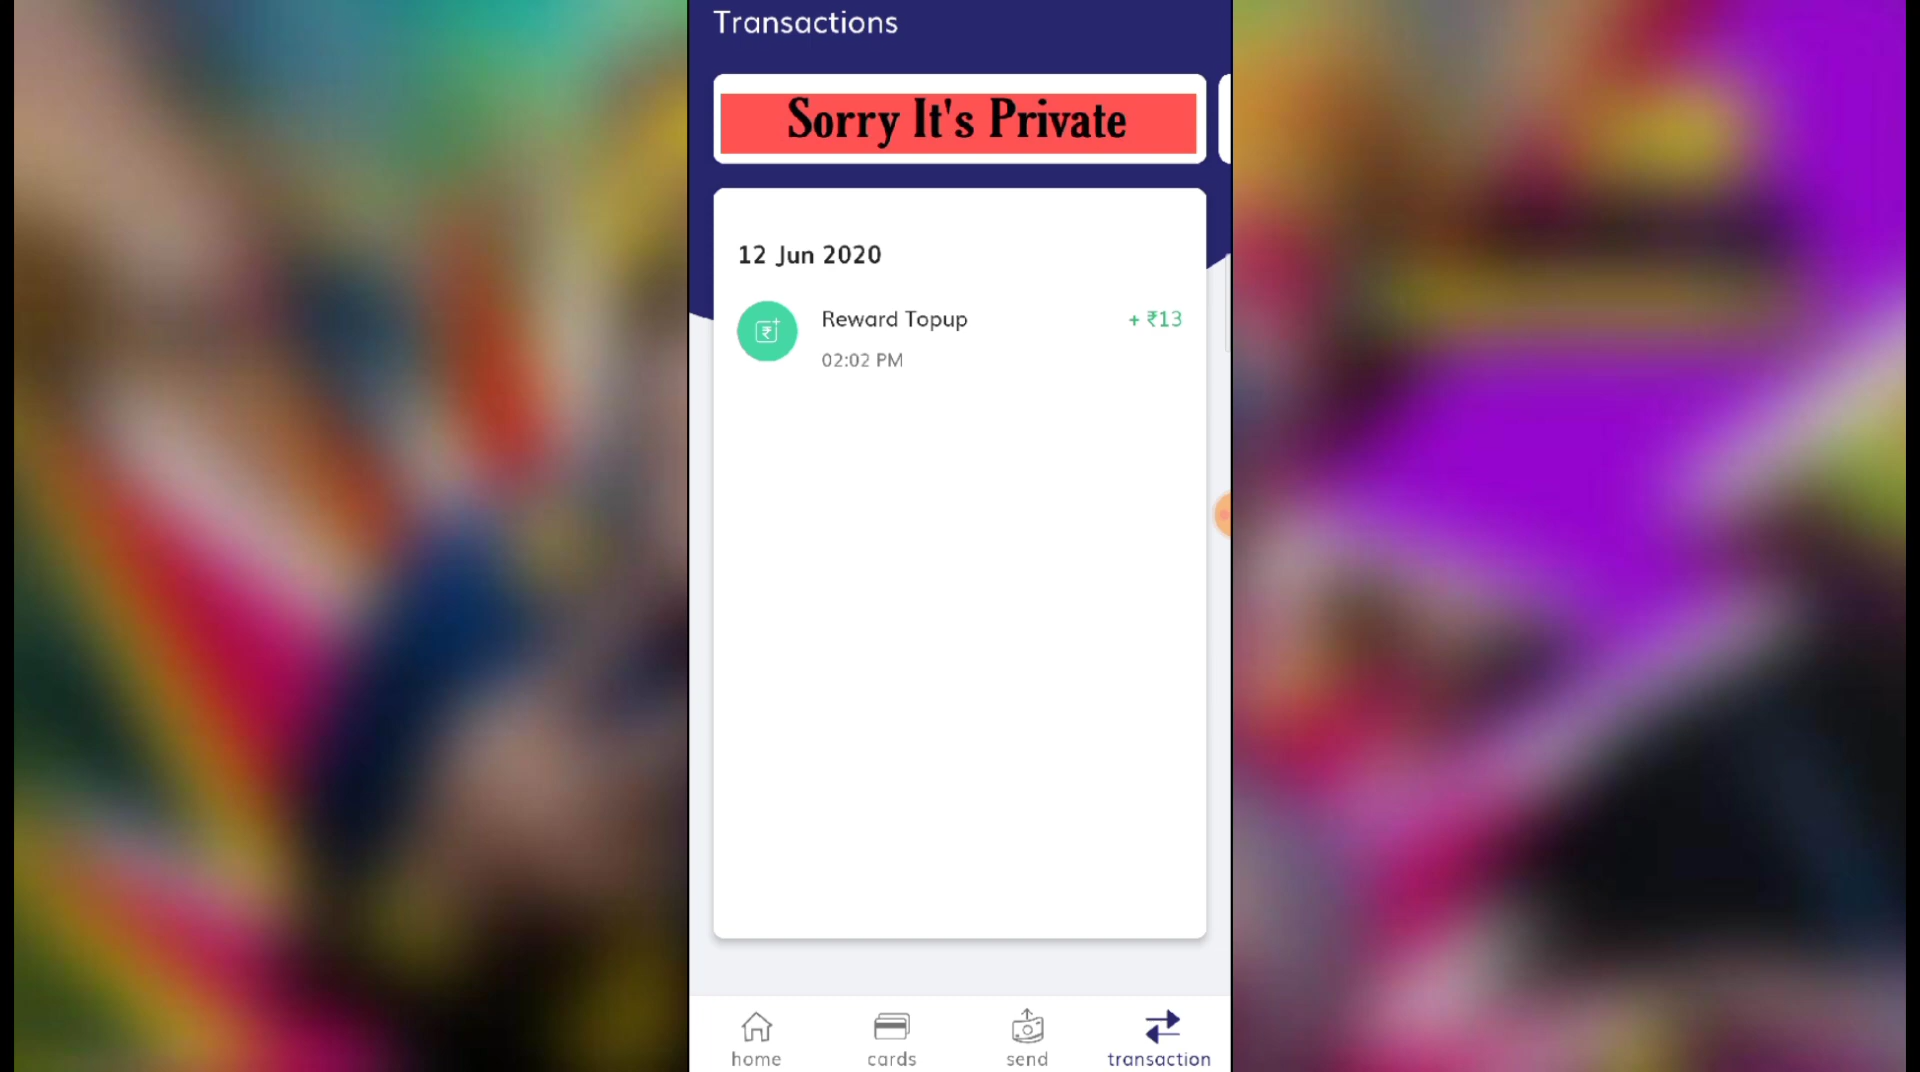 Transactions
Sorry It's Private
12 Jun 2020
Reward Topup + ₹13
02:02 PM
home cards send transaction